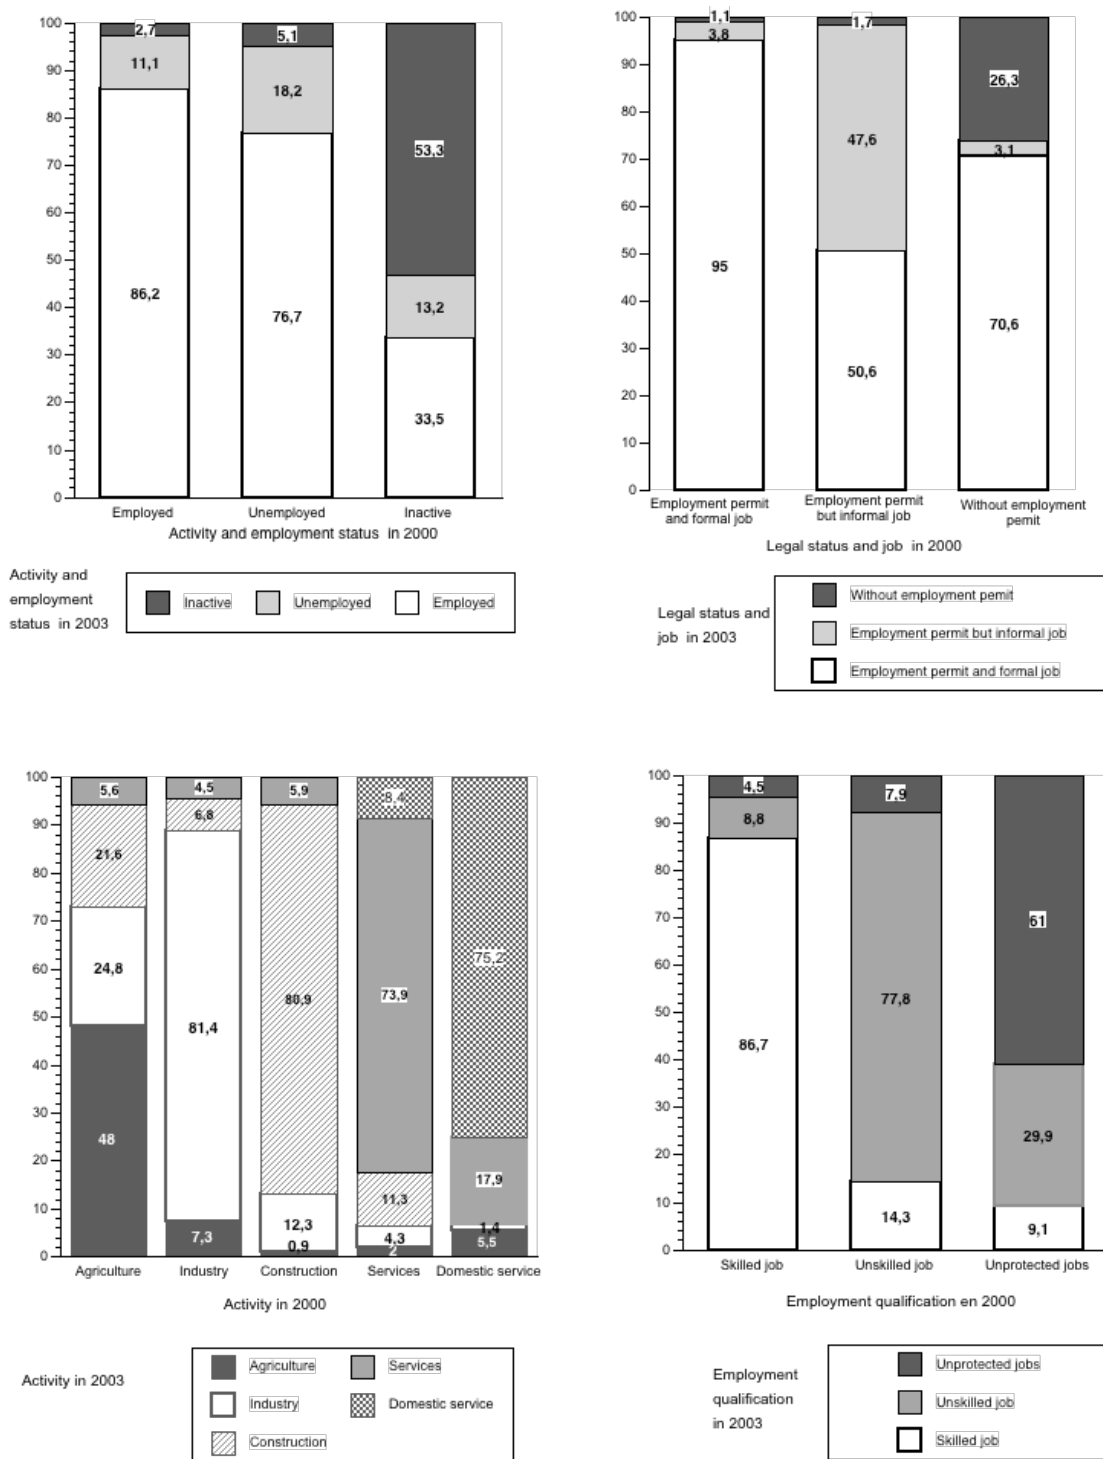 100
90
80
70
60
50
40
30
20
10
0
2,7
11,1
86,2
5,1
18,2
76,7
53,3
13,2
33,5
Employed
Unemployed
Inactive
Activity and employment status in 2000
Activity and
employment
status in 2003
Inactive
Unemployed
Employed
100
90
80
70
60
50
40
30
20
10
0
1,1
3,8
95
1,7
47,6
50,6
26,3
3,1
70,6
Employment permit
and formal job
Employment permit
but informal job
Without employment
pemit
Legal status and job in 2000
Legal status and
job in 2003
Without employment pemit
Employment permit but informal job
Employment permit and formal job
100
90
80
70
60
50
40
30
20
10
0
5,6
21,6
24,8
48
4,5
6,8
81,4
7,3
5,9
80,9
12,3
0,9
8,4
73,9
11,3
4,3
2
75,2
17,9
1,4
5,5
Agriculture
Industry
Construction
Services
Domestic service
Activity in 2000
Activity in 2003
Agriculture
Services
Industry
Domestic service
Construction
100
90
80
70
60
50
40
30
20
10
0
4,5
8,8
86,7
7,9
77,8
14,3
61
29,9
9,1
Skilled job
Unskilled job
Unprotected jobs
Employment qualification en 2000
Employment
qualification
in 2003
Unprotected jobs
Unskilled job
Skilled job